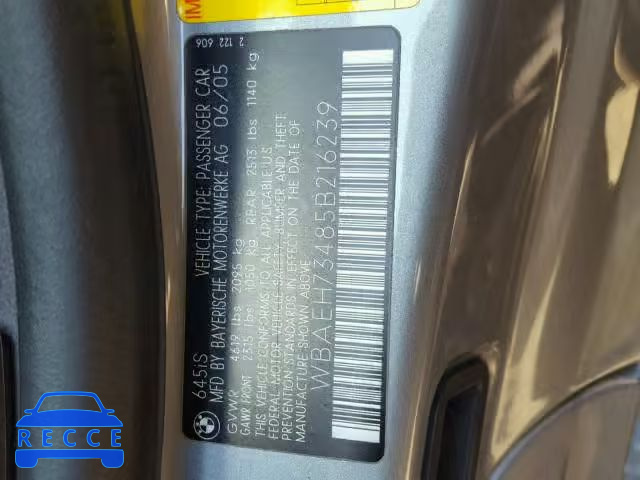 645iS VEHICLE TYPE: PASSENGER CAR
MFD BY BAYERISCHE MOTORENWERKE AG 06/05
GVWR 4619 lbs 2095 kg
GAWR FRONT 2315 lbs 1050 kg REAR 2513 lbs 1140 kg
THIS VEHICLE CONFORMS TO ALL APPLICABLE U.S.
FEDERAL MOTOR VEHICLE SAFETY, BUMPER AND THEFT
PREVENTION STANDARDS IN EFFECT ON THE DATE OF
MANUFACTURE SHOWN ABOVE:
WBAEH73485B216239
2 122 606
BMW
RECCE